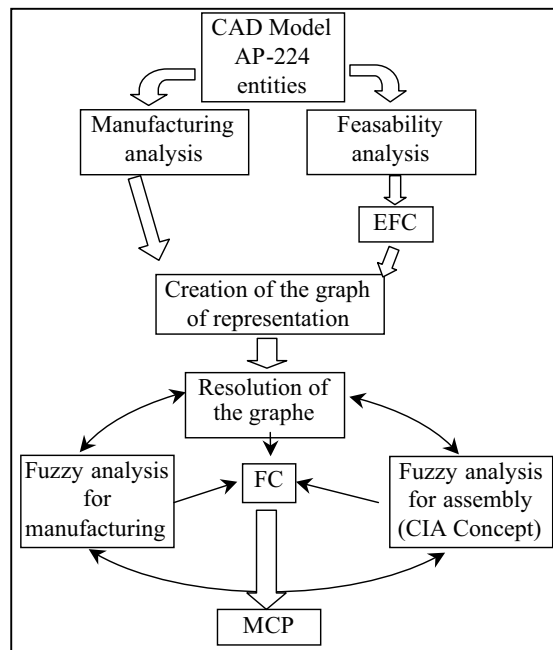 CAD Model
AP-224
entities
Manufacturing
analysis
Feasability
analysis
EFC
Creation of the graph
of representation
Resolution of
the graphe
Fuzzy analysis
for
manufacturing
FC
Fuzzy analysis
for assembly
(CIA Concept)
MCP